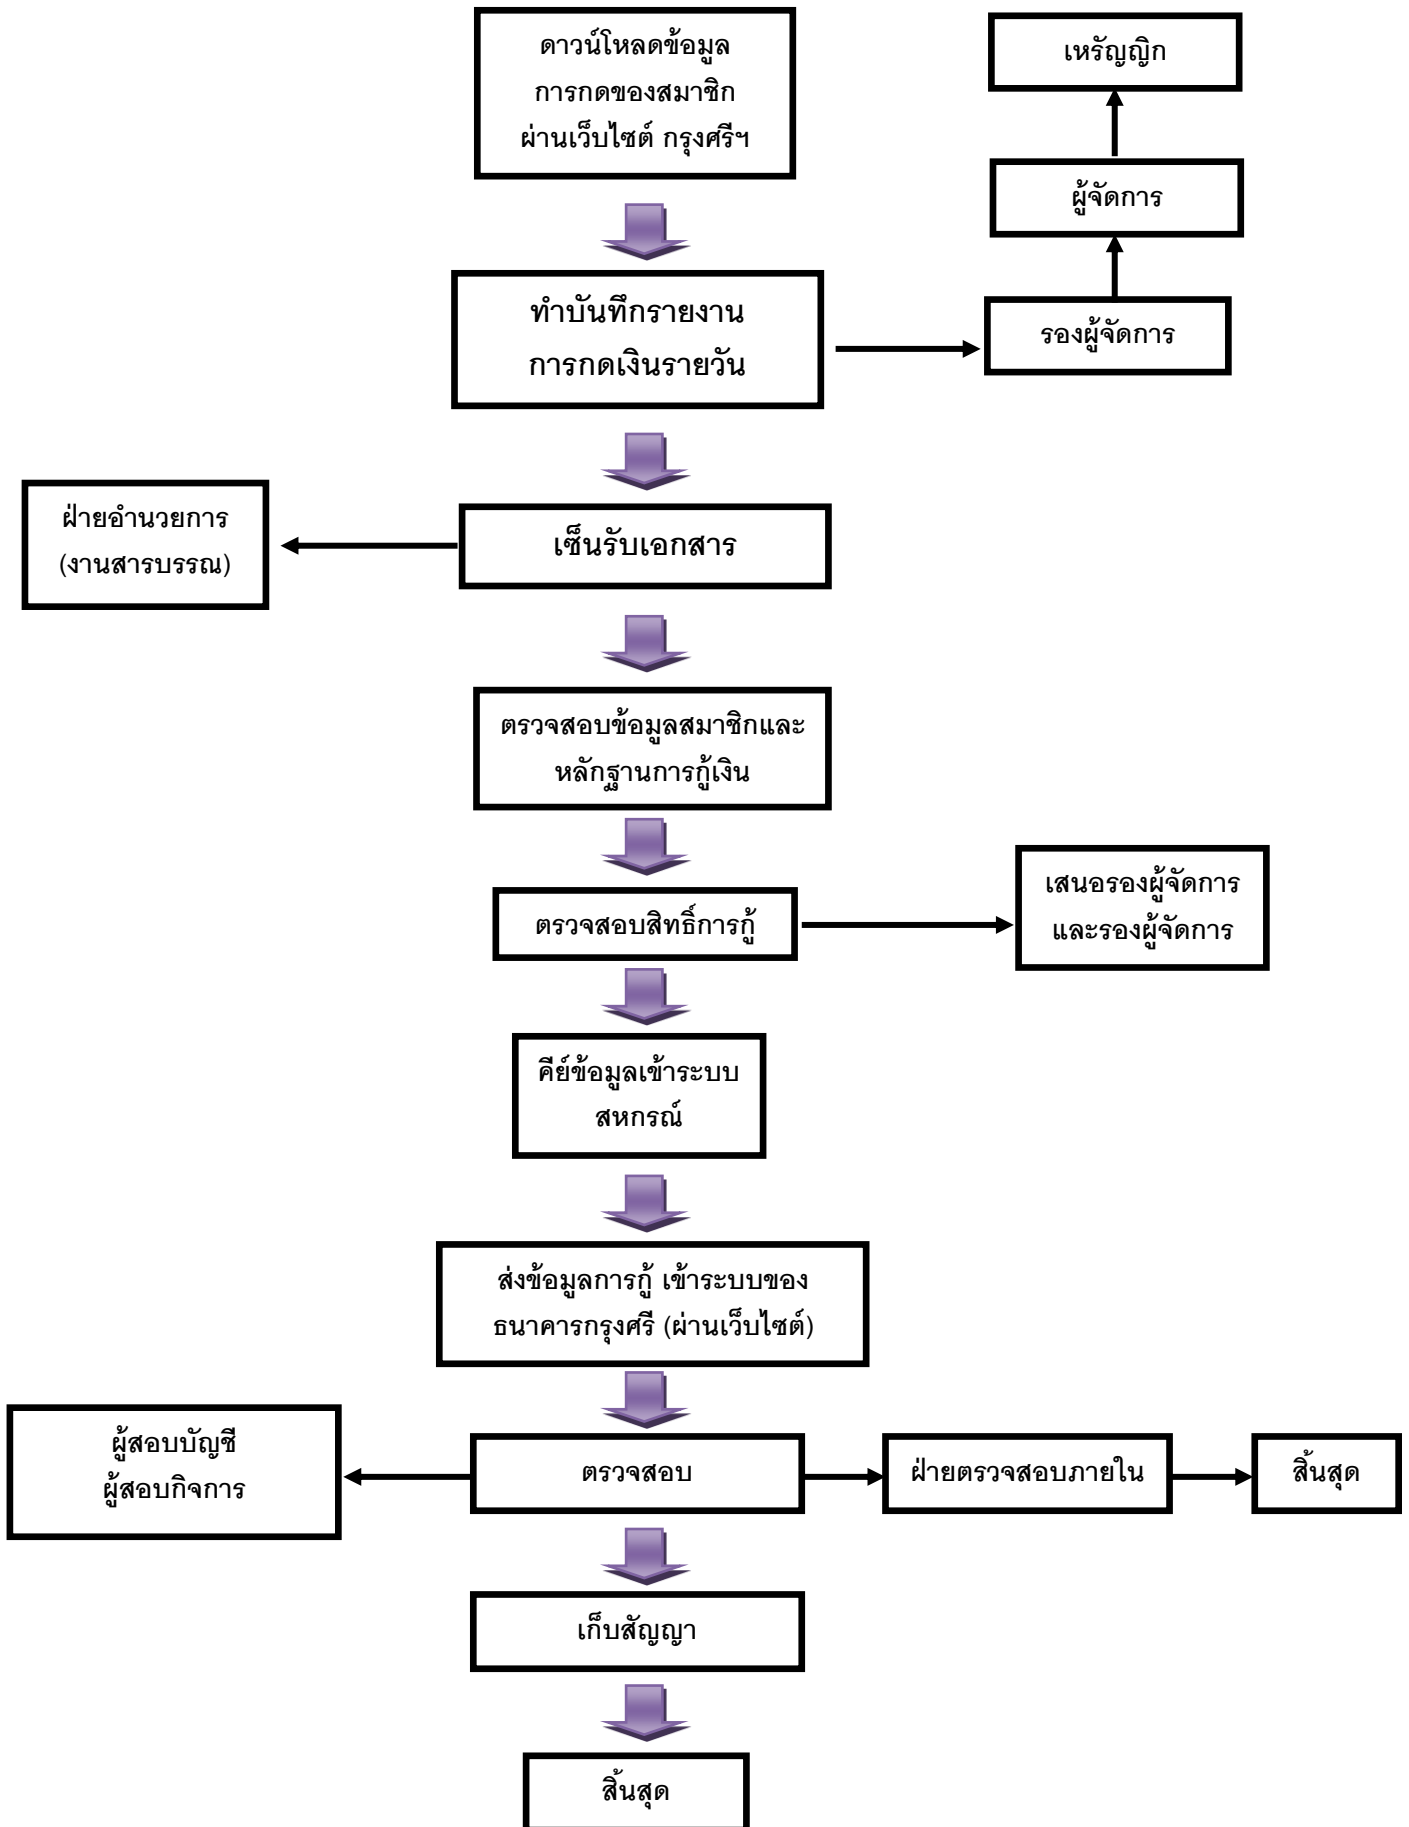 ดาวน์โหลดข้อมูล
การกดของสมาชิก
ผ่านเว็บไซต์ กรุงศรีฯ
เหรัญญิก
ผู้จัดการ
ทำบันทึกรายงาน
การกดเงินรายวัน
รองผู้จัดการ
ฝ่ายอำนวยการ
(งานสารบรรณ)
เซ็นรับเอกสาร
ตรวจสอบข้อมูลสมาชิกและ
หลักฐานการกู้เงิน
ตรวจสอบสิทธิ์การกู้
เสนอรองผู้จัดการ
และรองผู้จัดการ
คีย์ข้อมูลเข้าระบบ
สหกรณ์
ส่งข้อมูลการกู้ เข้าระบบของ
ธนาคารกรุงศรี (ผ่านเว็บไซต์)
ผู้สอบบัญชี
ผู้สอบกิจการ
ตรวจสอบ
ฝ่ายตรวจสอบภายใน
สิ้นสุด
เก็บสัญญา
สิ้นสุด